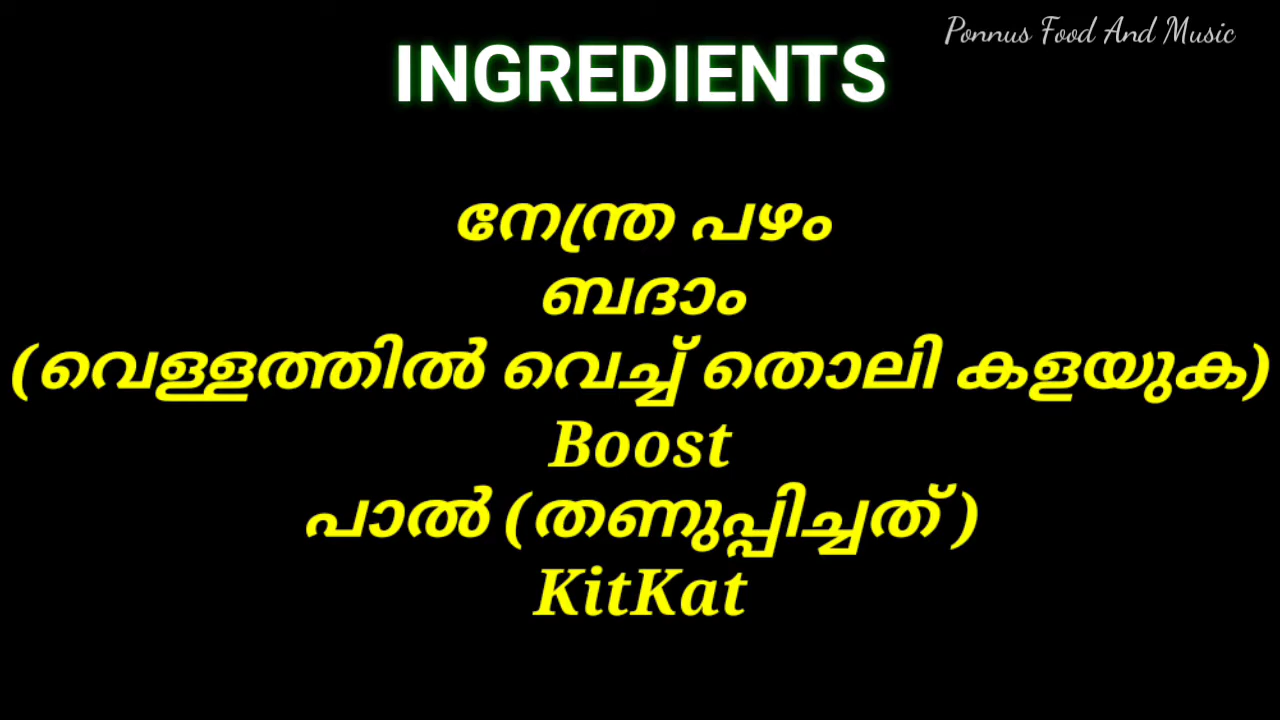 Ponnus Food And Music
INGREDIENTS
നേന്ത്ര പഴം
ബദാം
(വെള്ളത്തിൽ വെച്ച് തൊലി കളയുക)
Boost
പാൽ (തണുപ്പിച്ചത് )
KitKat